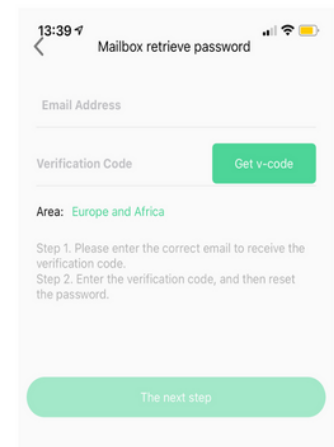 13:39
Mailbox retrieve password
Email Address
Verification Code
Get v-code
Area: Europe and Africa
Step 1. Please enter the correct email to receive the
verification code.
Step 2. Enter the verification code, and then reset
the password.
The next step